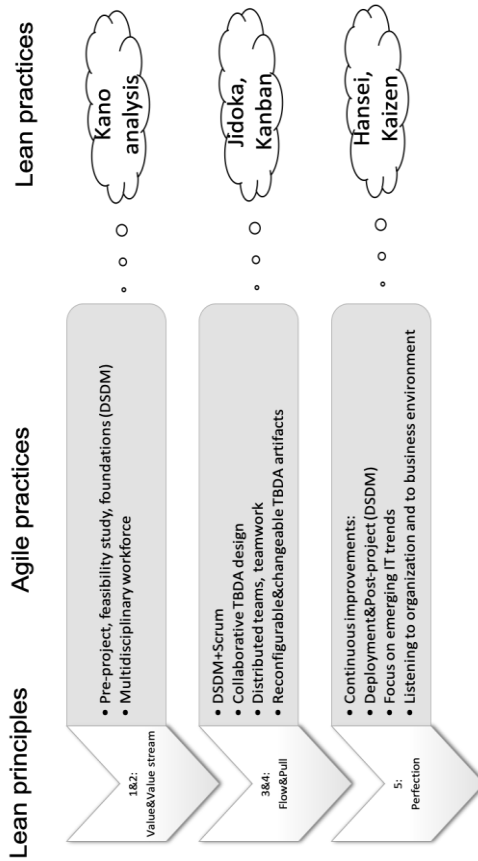 Lean principles
Agile practices
Lean practices
1&2:
Value&Value stream
• Pre-project, feasibility study, foundations (DSDM)
• Multidisciplinary workforce
Kano
analysis
3&4:
Flow&Pull
• DSDM+Scrum
• Collaborative TBDA design
• Distributed teams, teamwork
• Reconfigurable&changeable TBDA artifacts
Jidoka,
Kanban
5:
Perfection
• Continuous improvements:
• Deployment&Post-project (DSDM)
• Focus on emerging IT trends
• Listening to organization and to business environment
Hansei,
Kaizen